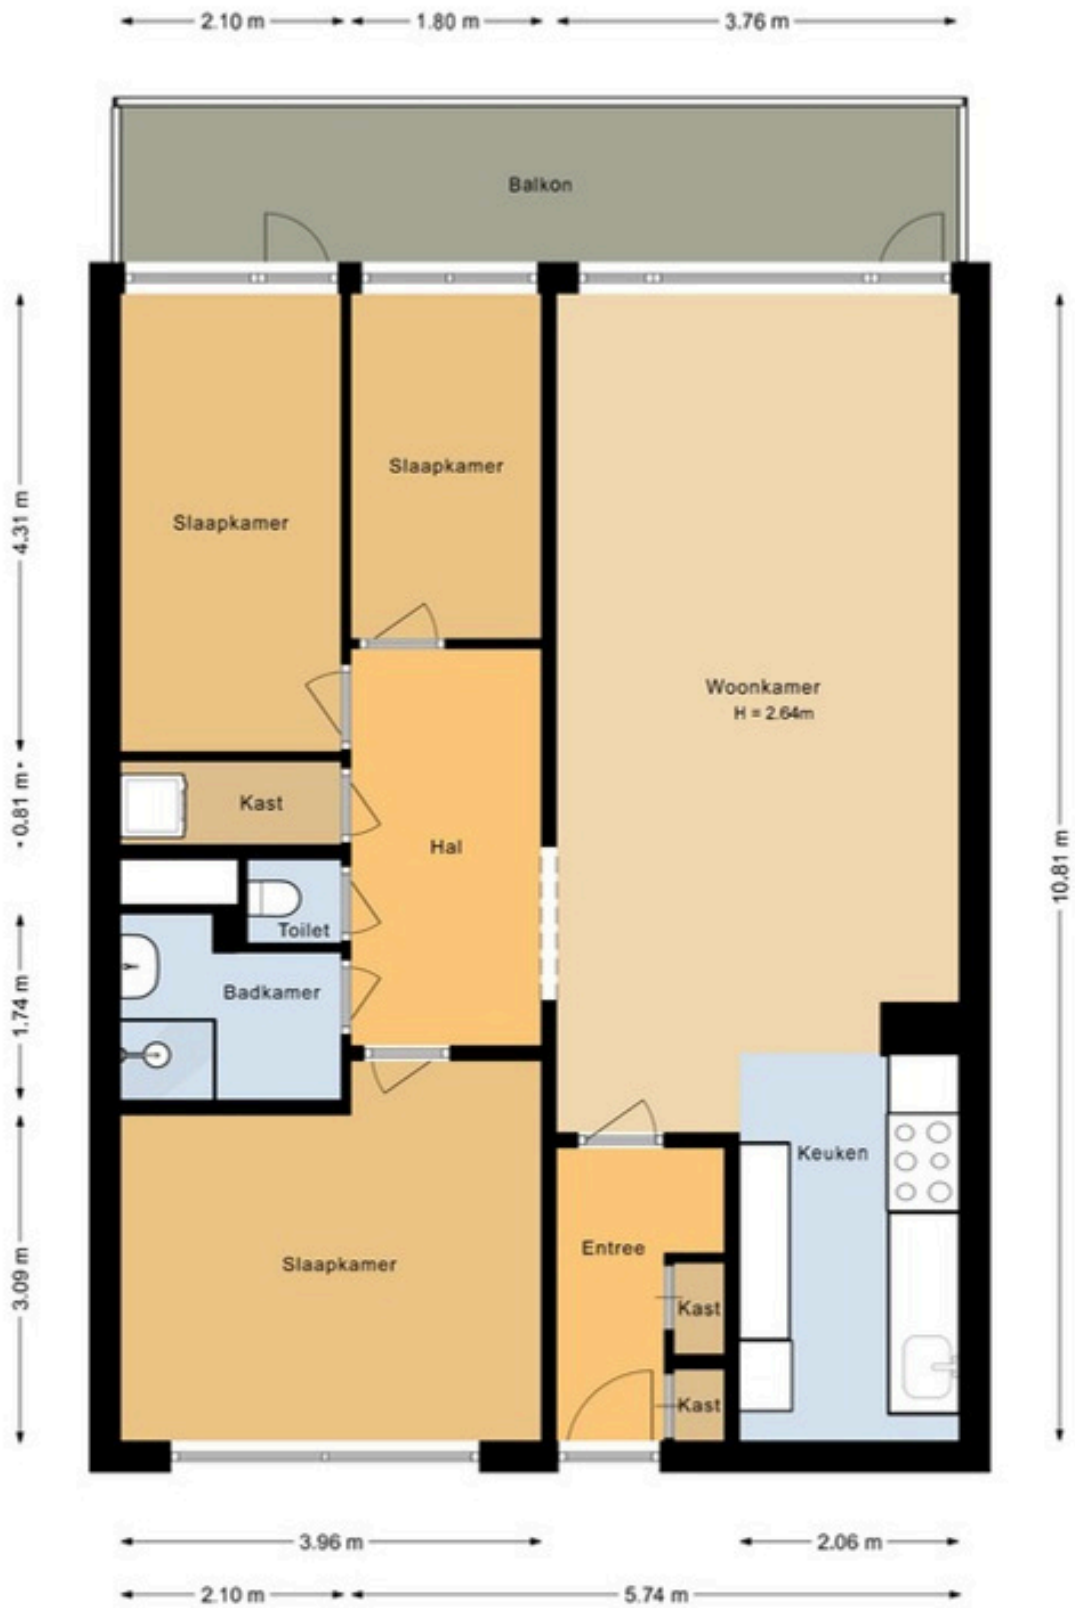 2.10 m
1.80 m
3.76 m
Balkon
4.31 m
Slaapkamer
Slaapkamer
Woonkamer
H = 2.64m
0.81 m
Kast
Hal
10.81 m
Toilet
1.74 m
Badkamer
Keuken
3.09 m
Slaapkamer
Entree
Kast
Kast
3.96 m
2.06 m
2.10 m
5.74 m